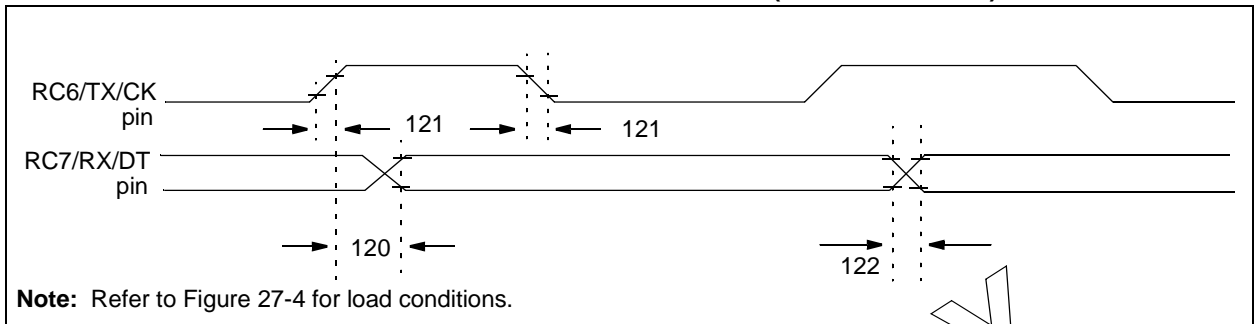 RC6/TX/CK
pin
121
121
RC7/RX/DT
pin
120
122
Note: Refer to Figure 27-4 for load conditions.